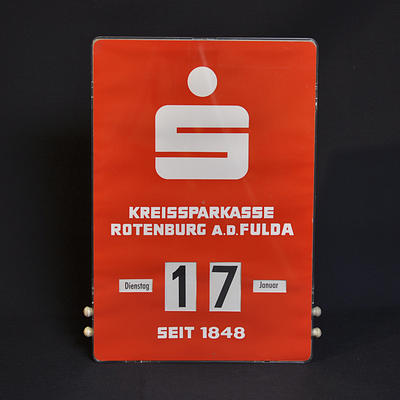 KREISSPARKASSE
ROTENBURG A.D. FULDA
Dienstag 17 Januar
SEIT 1848